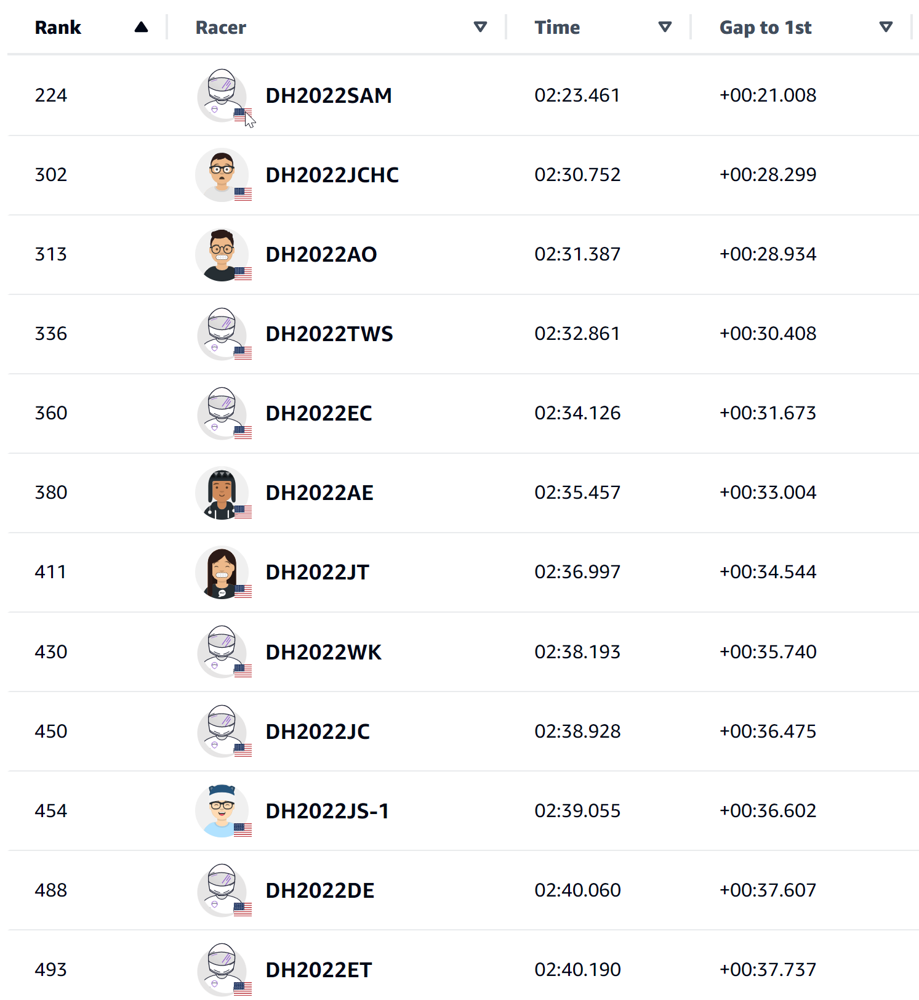 Rank Racer Time Gap to 1st
224 DH2022SAM 02:23.461 +00:21.008
302 DH2022JCHC 02:30.752 +00:28.299
313 DH2022AO 02:31.387 +00:28.934
336 DH2022TWS 02:32.861 +00:30.408
360 DH2022EC 02:34.126 +00:31.673
380 DH2022AE 02:35.457 +00:33.004
411 DH2022JT 02:36.997 +00:34.544
430 DH2022WK 02:38.193 +00:35.740
450 DH2022JC 02:38.928 +00:36.475
454 DH2022JS-1 02:39.055 +00:36.602
488 DH2022DE 02:40.060 +00:37.607
493 DH2022ET 02:40.190 +00:37.737